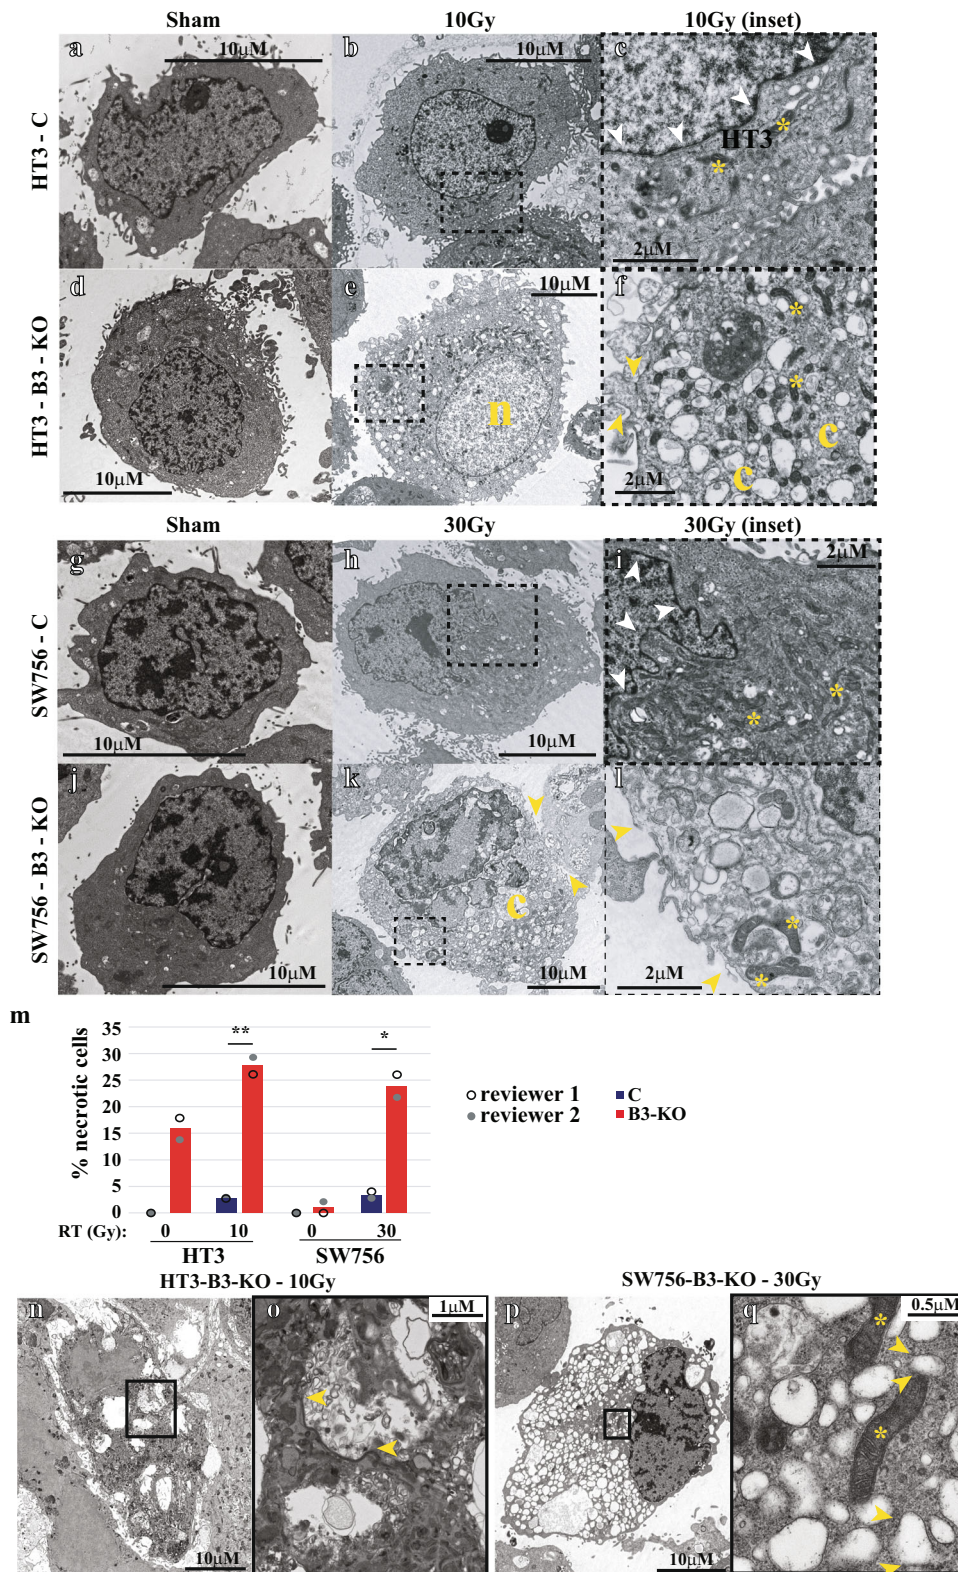 Sham 10Gy 10Gy (inset)
HT3 - C
a 10µM
b 10µM
c HT3 * * 2µM
HT3 - B3 - KO
d 10µM
e 10µM n
f * * c c 2µM
Sham 30Gy 30Gy (inset)
SW756 - C
g 10µM
h 10µM
i 2µM * *
SW756 - B3 - KO
j 10µM
k c 10µM
l * * 2µM
m
% necrotic cells
35
30
25
20
15
10
5
0
** *
RT (Gy): 0 10 0 30
HT3 SW756
reviewer 1 C
reviewer 2 B3-KO
HT3-B3-KO - 10Gy SW756-B3-KO - 30Gy
n 10µM
o 1µM
p 10µM
q 0.5µM * *